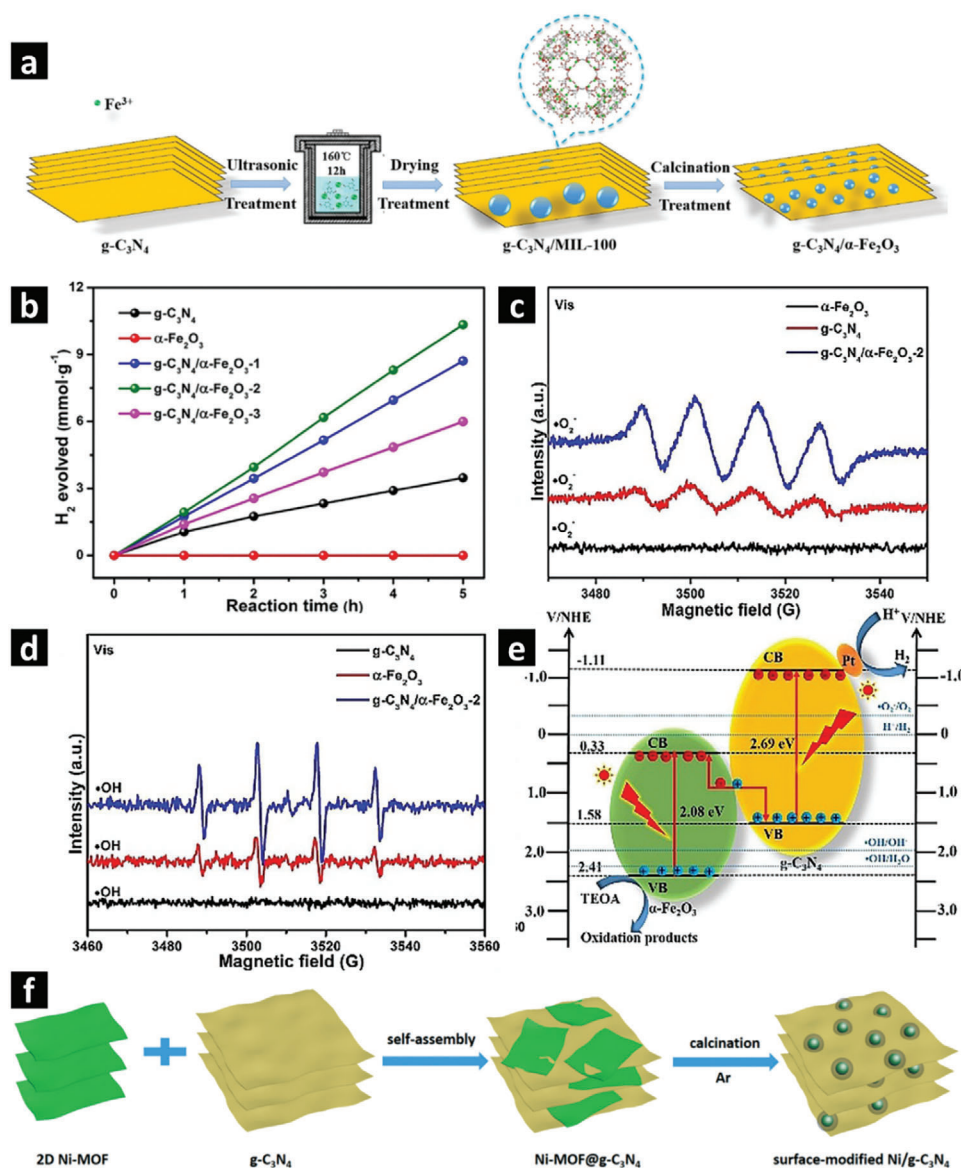 a
Fe³⁺
Ultrasonic
Treatment
160℃
12h
Drying
Treatment
Calcination
Treatment
g-C₃N₄
g-C₃N₄/MIL-100
g-C₃N₄/α-Fe₂O₃
b
H₂ evolved (mmol·g⁻¹)
12
9
6
3
0
g-C₃N₄
α-Fe₂O₃
g-C₃N₄/α-Fe₂O₃-1
g-C₃N₄/α-Fe₂O₃-2
g-C₃N₄/α-Fe₂O₃-3
0 1 2 3 4 5
Reaction time (h)
c
Vis
Intensity (a.u.)
α-Fe₂O₃
g-C₃N₄
g-C₃N₄/α-Fe₂O₃-2
•O₂⁻
•O₂⁻
•O₂⁻
3480 3500 3520 3540
Magnetic field (G)
d
Vis
Intensity (a.u.)
g-C₃N₄
α-Fe₂O₃
g-C₃N₄/α-Fe₂O₃-2
•OH
•OH
•OH
3460 3480 3500 3520 3540 3560
Magnetic field (G)
e
V/NHE
V/NHE
H⁺
H₂
Pt
CB
-1.11
-1.0
•O₂⁻/O₂
H⁺/H₂
0
0
0.33
CB
2.69 eV
1.0
1.0
2.08 eV
1.58
VB
g-C₃N₄
•OH/OH⁻
2.0
2.0
•OH/H₂O
2.41
VB
TEOA
α-Fe₂O₃
3.0
3.0
Oxidation products
f
self-assembly
calcination
Ar
2D Ni-MOF
g-C₃N₄
Ni-MOF@g-C₃N₄
surface-modified Ni/g-C₃N₄